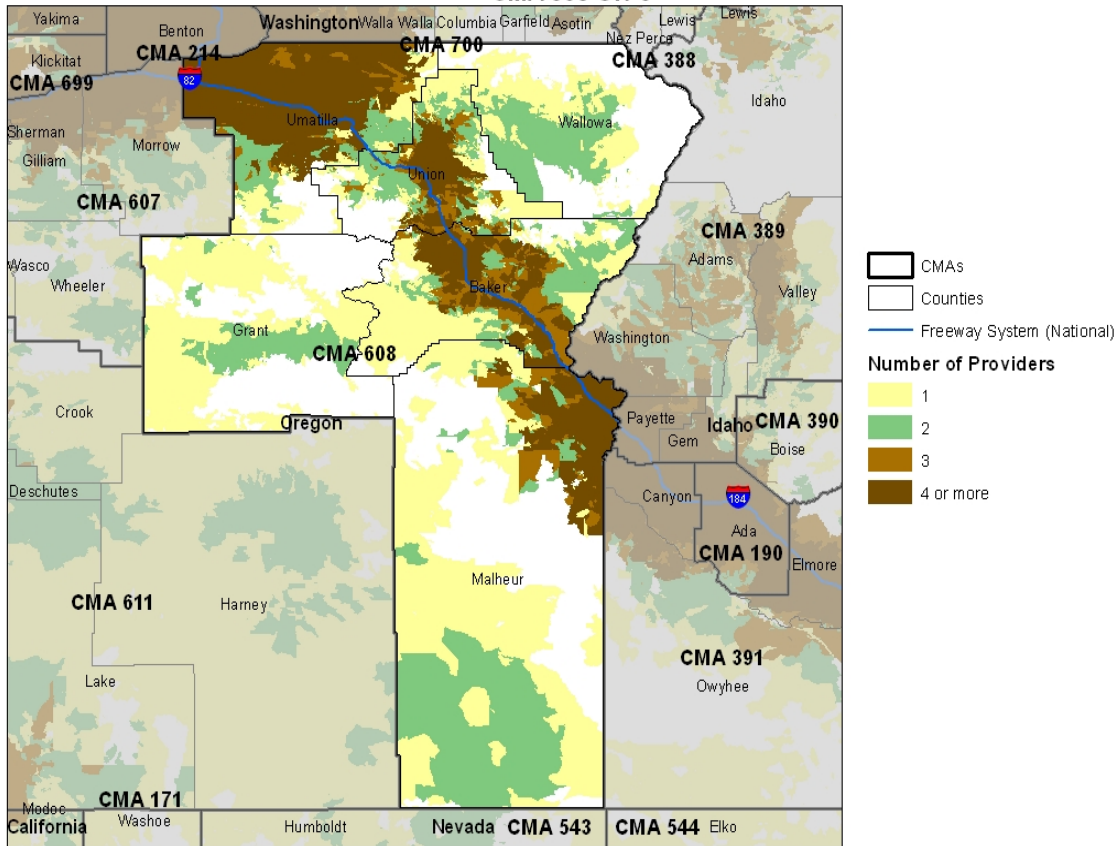 Yakima
Benton
Washington
Walla Walla
Columbia
Garfield
Asotin
Lewis
Lewis
Nez Perce
CMA 214
CMA 700
CMA 388
Klickitat
CMA 699
82
Idaho
Sherman
Gilliam
Morrow
Umatilla
Wallowa
Union
CMA 607
CMA 389
Adams
Wasco
Wheeler
Valley
Baker
Grant
CMA 608
Washington
Crook
Oregon
Payette
Gem
Idaho
CMA 390
Boise
Deschutes
Canyon
184
Ada
CMA 190
Elmore
Malheur
CMA 611
Harney
CMA 391
Owyhee
Lake
Modoc
CMA 171
California
Washoe
Humboldt
Nevada
CMA 543
CMA 544
Elko
CMAs
Counties
Freeway System (National)
Number of Providers
1
2
3
4 or more